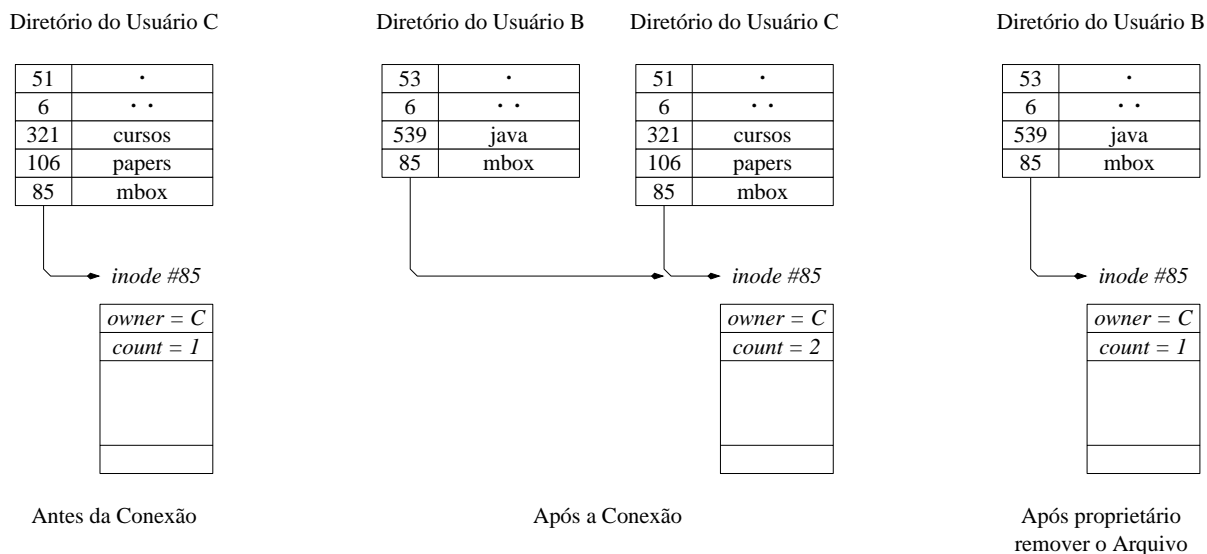 Diretório do Usuário C
51 .
6 . .
321 cursos
106 papers
85 mbox
inode #85
owner = C
count = 1
Antes da Conexão
Diretório do Usuário B
53 .
6 . .
539 java
85 mbox
Diretório do Usuário C
51 .
6 . .
321 cursos
106 papers
85 mbox
inode #85
owner = C
count = 2
Após a Conexão
Diretório do Usuário B
53 .
6 . .
539 java
85 mbox
inode #85
owner = C
count = 1
Após proprietário
remover o Arquivo